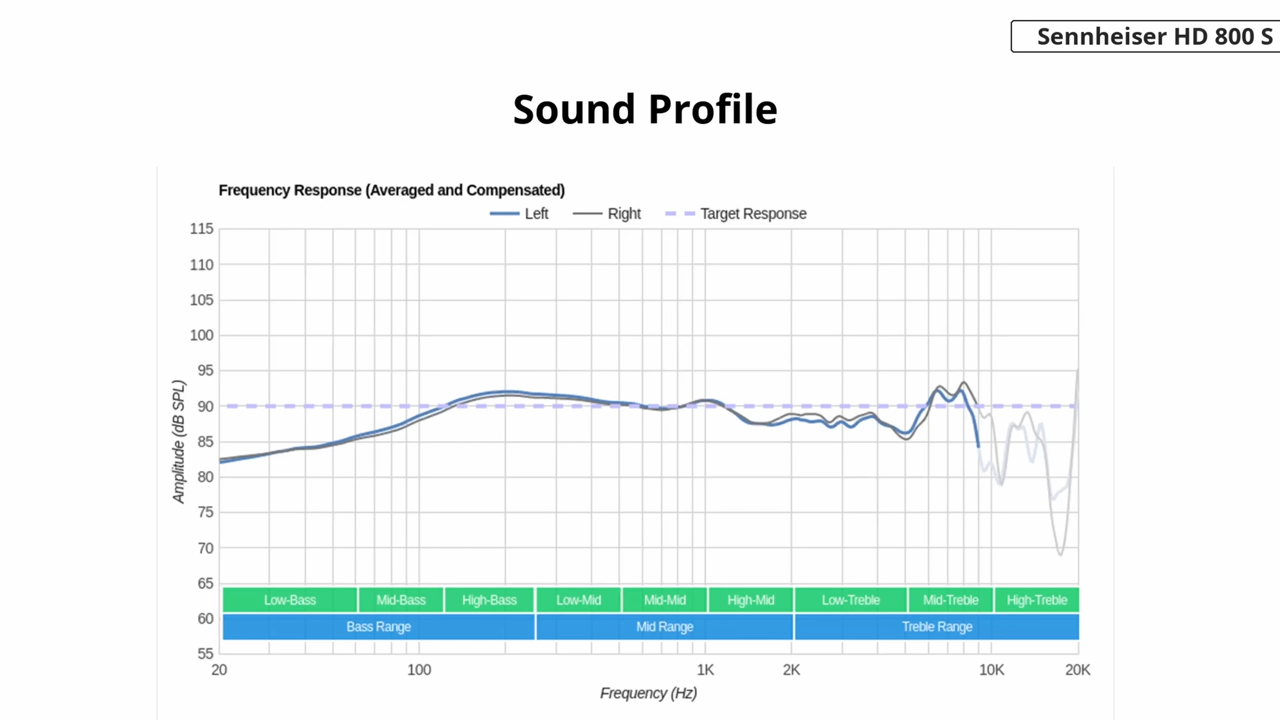 Sennheiser HD 800 S
Sound Profile
Frequency Response (Averaged and Compensated)
Left Right Target Response
115
110
105
100
95
90
85
80
75
70
65
60
55
Amplitude (dB SPL)
Low-Bass Mid-Bass High-Bass Low-Mid Mid-Mid High-Mid Low-Treble Mid-Treble High-Treble
Bass Range Mid Range Treble Range
20 100 1K 2K 10K 20K
Frequency (Hz)